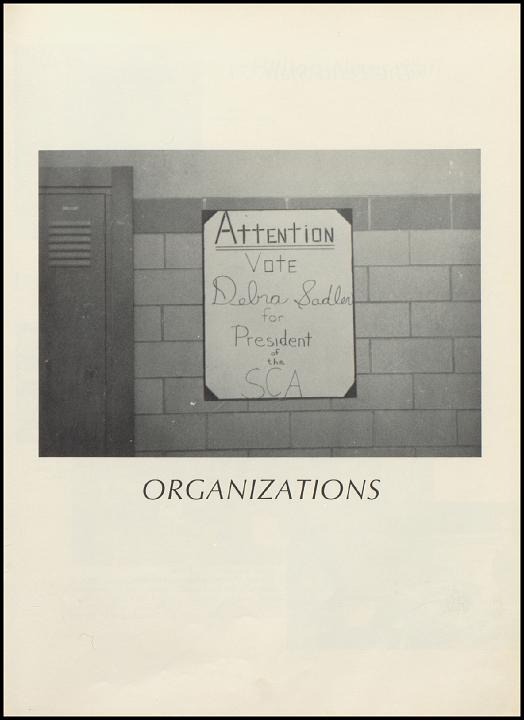 ATTENTION
VOTE
Debra Sadler
for
President
of
the
SCA
ORGANIZATIONS